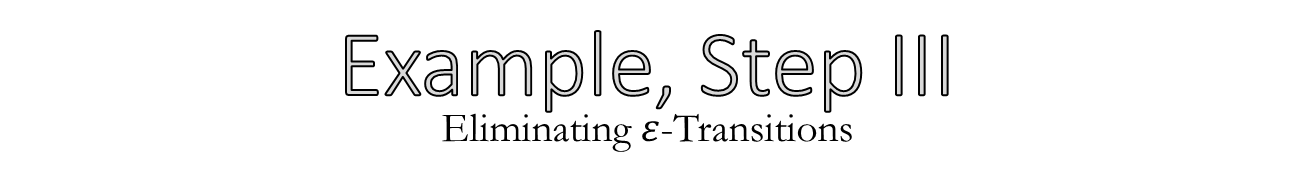 Example, Step III
Eliminating ε-Transitions